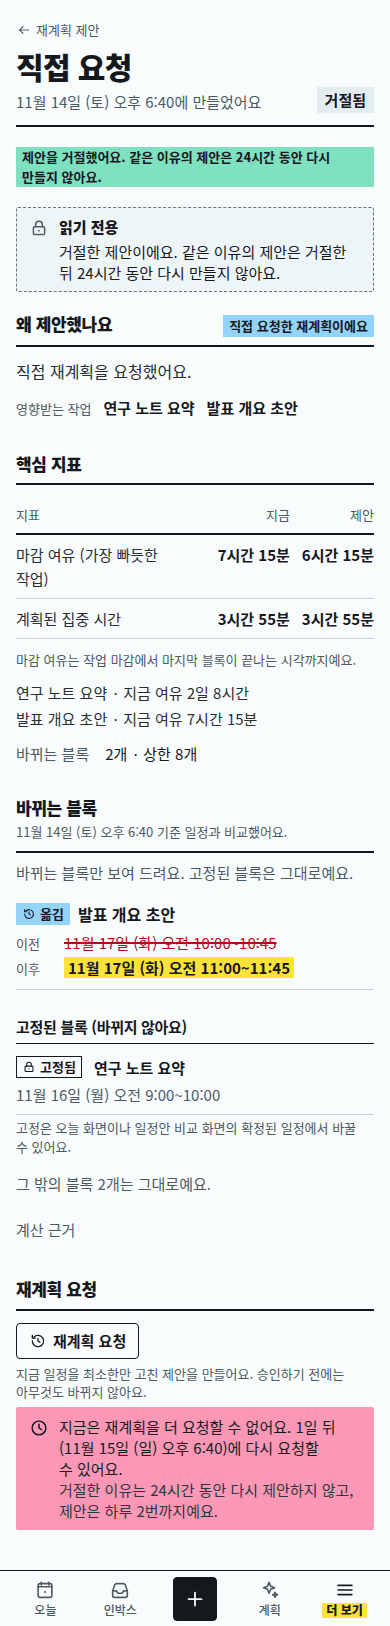 ← 재계획 제안
직접 요청
11월 14일 (토) 오후 6:40에 만들었어요
거절됨
제안을 거절했어요. 같은 이유의 제안은 24시간 동안 다시
만들지 않아요.
읽기 전용
거절한 제안이에요. 같은 이유의 제안은 거절한
뒤 24시간 동안 다시 만들지 않아요.
왜 제안했나요
직접 요청한 재계획이에요
직접 재계획을 요청했어요.
영향받는 작업 연구 노트 요약 발표 개요 초안
핵심 지표
지표 지금 제안
마감 여유 (가장 빠듯한 7시간 15분 6시간 15분
작업)
계획된 집중 시간 3시간 55분 3시간 55분
마감 여유는 작업 마감에서 마지막 블록이 끝나는 시각까지예요.
연구 노트 요약 · 지금 여유 2일 8시간
발표 개요 초안 · 지금 여유 7시간 15분
바뀌는 블록 2개 · 상한 8개
바뀌는 블록
11월 14일 (토) 오후 6:40 기준 일정과 비교했어요.
바뀌는 블록만 보여 드려요. 고정된 블록은 그대로예요.
옮김 발표 개요 초안
이전 11월 17일 (화) 오전 10:00~10:45
이후 11월 17일 (화) 오전 11:00~11:45
고정된 블록 (바뀌지 않아요)
고정됨 연구 노트 요약
11월 16일 (월) 오전 9:00~10:00
고정은 오늘 화면이나 일정안 비교 화면의 확정된 일정에서 바꿀
수 있어요.
그 밖의 블록 2개는 그대로예요.
계산 근거
재계획 요청
재계획 요청
지금 일정을 최소한만 고친 제안을 만들어요. 승인하기 전에는
아무것도 바뀌지 않아요.
지금은 재계획을 더 요청할 수 없어요. 1일 뒤
(11월 15일 (일) 오후 6:40)에 다시 요청할
수 있어요.
거절한 이유는 24시간 동안 다시 제안하지 않고,
제안은 하루 2번까지예요.
오늘 인박스 계획 더 보기